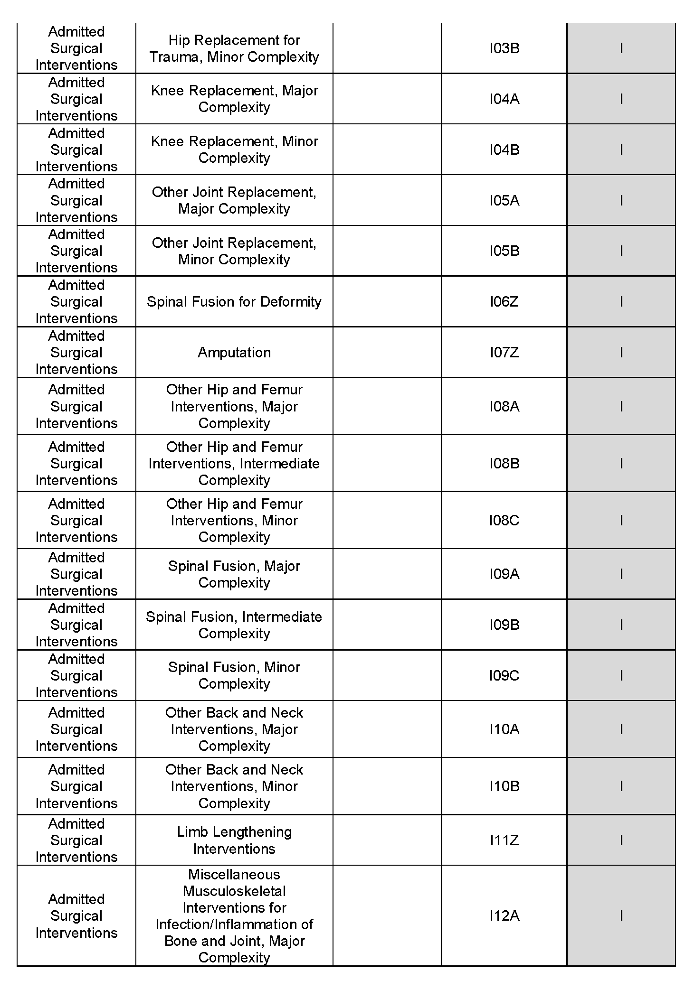 Admitted
Surgical
Interventions
Hip Replacement for
Trauma, Minor Complexity
I03B
I
Admitted
Surgical
Interventions
Knee Replacement, Major
Complexity
I04A
I
Admitted
Surgical
Interventions
Knee Replacement, Minor
Complexity
I04B
I
Admitted
Surgical
Interventions
Other Joint Replacement,
Major Complexity
I05A
I
Admitted
Surgical
Interventions
Other Joint Replacement,
Minor Complexity
I05B
I
Admitted
Surgical
Interventions
Spinal Fusion for Deformity
I06Z
I
Admitted
Surgical
Interventions
Amputation
I07Z
I
Admitted
Surgical
Interventions
Other Hip and Femur
Interventions, Major
Complexity
I08A
I
Admitted
Surgical
Interventions
Other Hip and Femur
Interventions, Intermediate
Complexity
I08B
I
Admitted
Surgical
Interventions
Other Hip and Femur
Interventions, Minor
Complexity
I08C
I
Admitted
Surgical
Interventions
Spinal Fusion, Major
Complexity
I09A
I
Admitted
Surgical
Interventions
Spinal Fusion, Intermediate
Complexity
I09B
I
Admitted
Surgical
Interventions
Spinal Fusion, Minor
Complexity
I09C
I
Admitted
Surgical
Interventions
Other Back and Neck
Interventions, Major
Complexity
I10A
I
Admitted
Surgical
Interventions
Other Back and Neck
Interventions, Minor
Complexity
I10B
I
Admitted
Surgical
Interventions
Limb Lengthening
Interventions
I11Z
I
Admitted
Surgical
Interventions
Miscellaneous
Musculoskeletal
Interventions for
Infection/Inflammation of
Bone and Joint, Major
Complexity
I12A
I